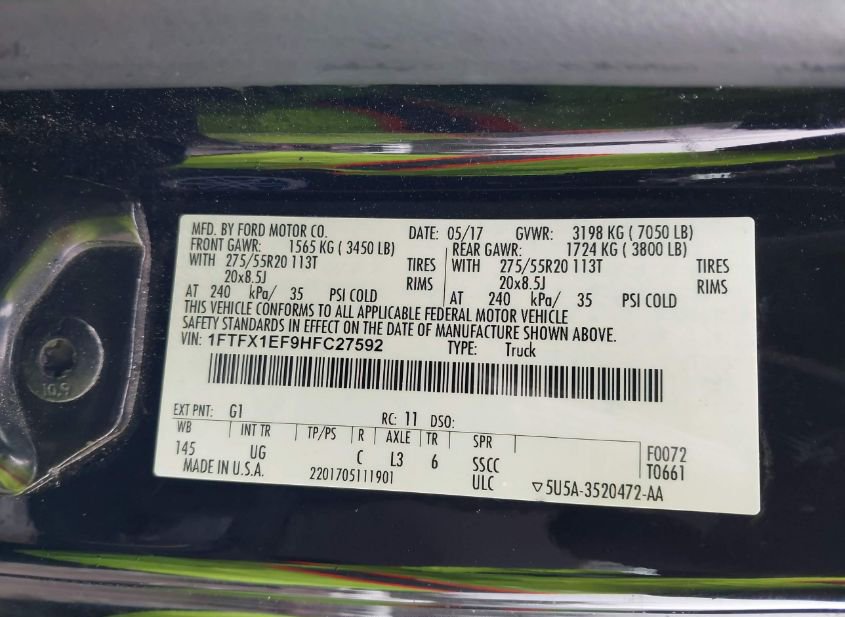 MFD. BY FORD MOTOR CO. DATE: 05/17 GVWR: 3198 KG ( 7050 LB)
FRONT GAWR: 1565 KG ( 3450 LB) REAR GAWR: 1724 KG ( 3800 LB)
WITH 275/55R20 113T TIRES WITH 275/55R20 113T TIRES
20x8.5J RIMS 20x8.5J RIMS
AT 240 kPa/ 35 PSI COLD AT 240 kPa/ 35 PSI COLD
THIS VEHICLE CONFORMS TO ALL APPLICABLE FEDERAL MOTOR VEHICLE
SAFETY STANDARDS IN EFFECT ON THE DATE OF MANUFACTURE SHOWN ABOVE.
VIN: 1FTFX1EF9HFC27592 TYPE: Truck
EXT PNT: G1 RC: 11 DSO:
WB INT TR TP/PS R AXLE TR SPR F0072
145 UG C L3 6 SSCC T0661
MADE IN U.S.A. 2201705111901 ULC ▽5U5A-3520472-AA
10.9